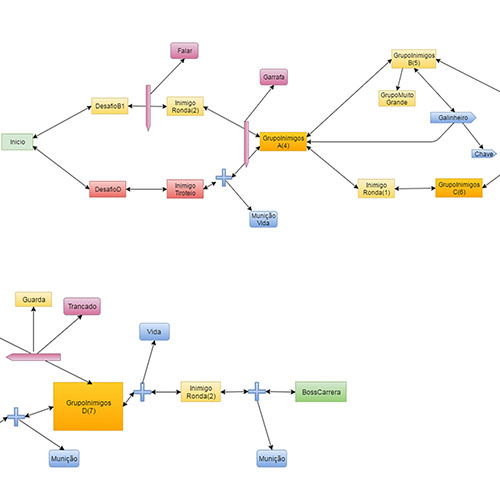 Falar
Garrafa
GrupoInimigos
B(5)
DesafioB1
Inimigo
Ronda(2)
GrupoMuito
Grande
Galinheiro
Inicio
GrupoInimigos
A(4)
Chave
DesafioD
Inimigo
Tiroteio
Inimigo
Ronda(1)
GrupoInimigos
C(6)
Munição
Vida
Guarda
Trancado
Vida
GrupoInimigos
D(7)
Inimigo
Ronda(2)
BossCarrera
Munição
Munição